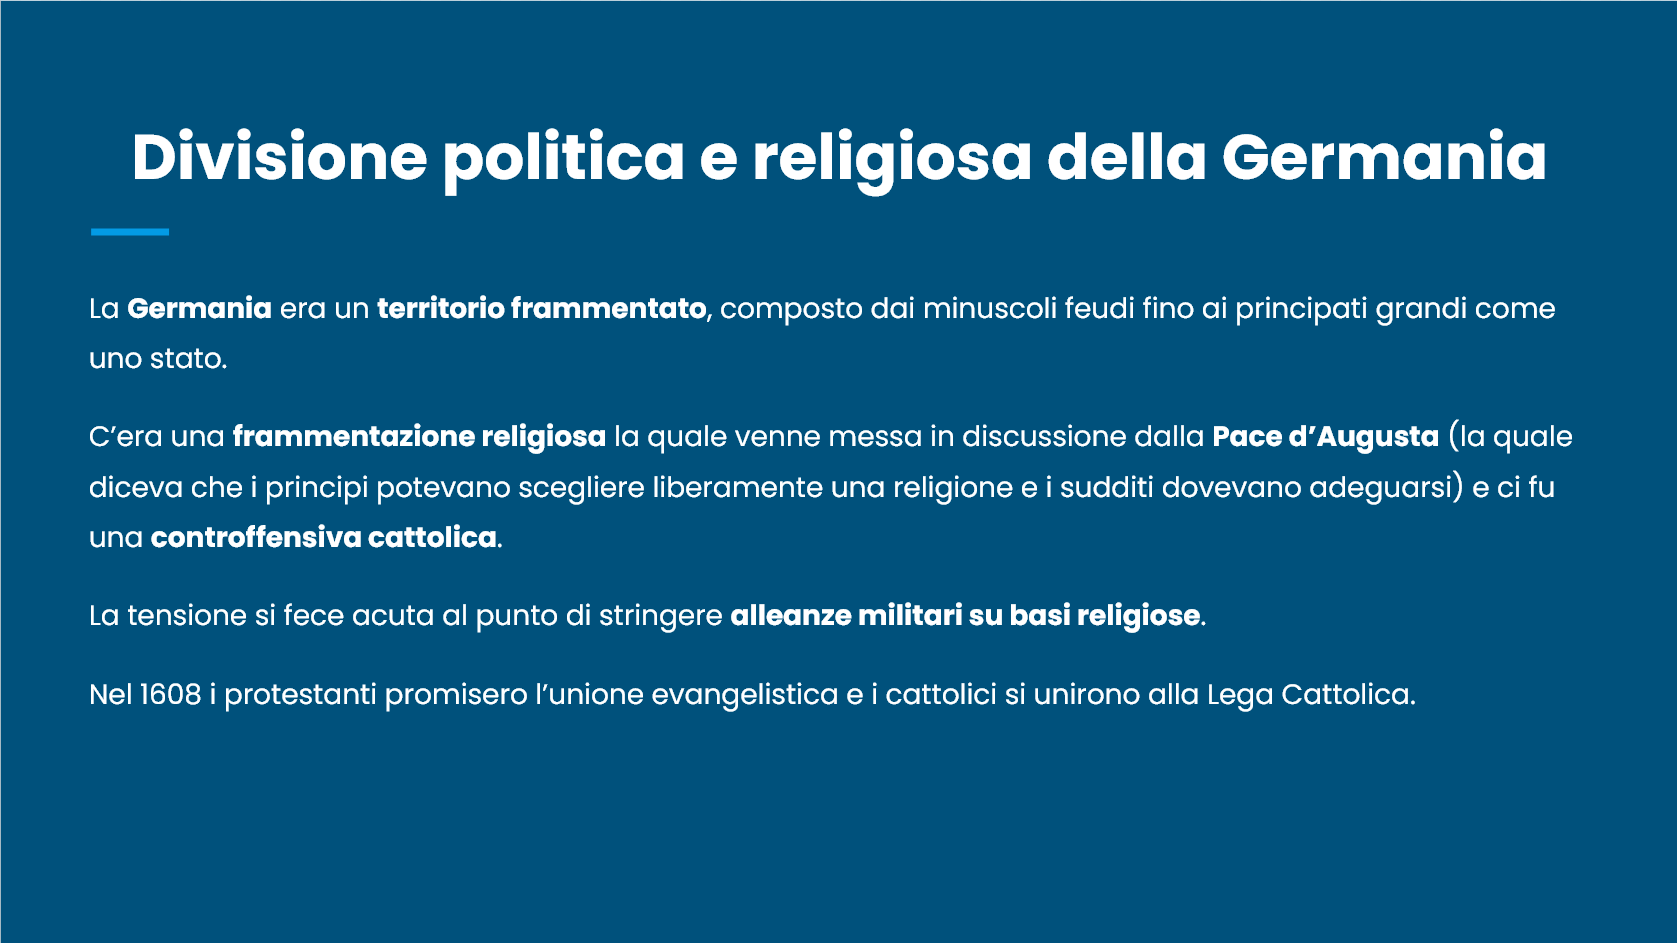 Divisione politica e religiosa della Germania
La Germania era un territorio frammentato, composto dai minuscoli feudi fino ai principati grandi come
uno stato.
C’era una frammentazione religiosa la quale venne messa in discussione dalla Pace d’Augusta (la quale
diceva che i principi potevano scegliere liberamente una religione e i sudditi dovevano adeguarsi) e ci fu
una controffensiva cattolica.
La tensione si fece acuta al punto di stringere alleanze militari su basi religiose.
Nel 1608 i protestanti promisero l’unione evangelistica e i cattolici si unirono alla Lega Cattolica.